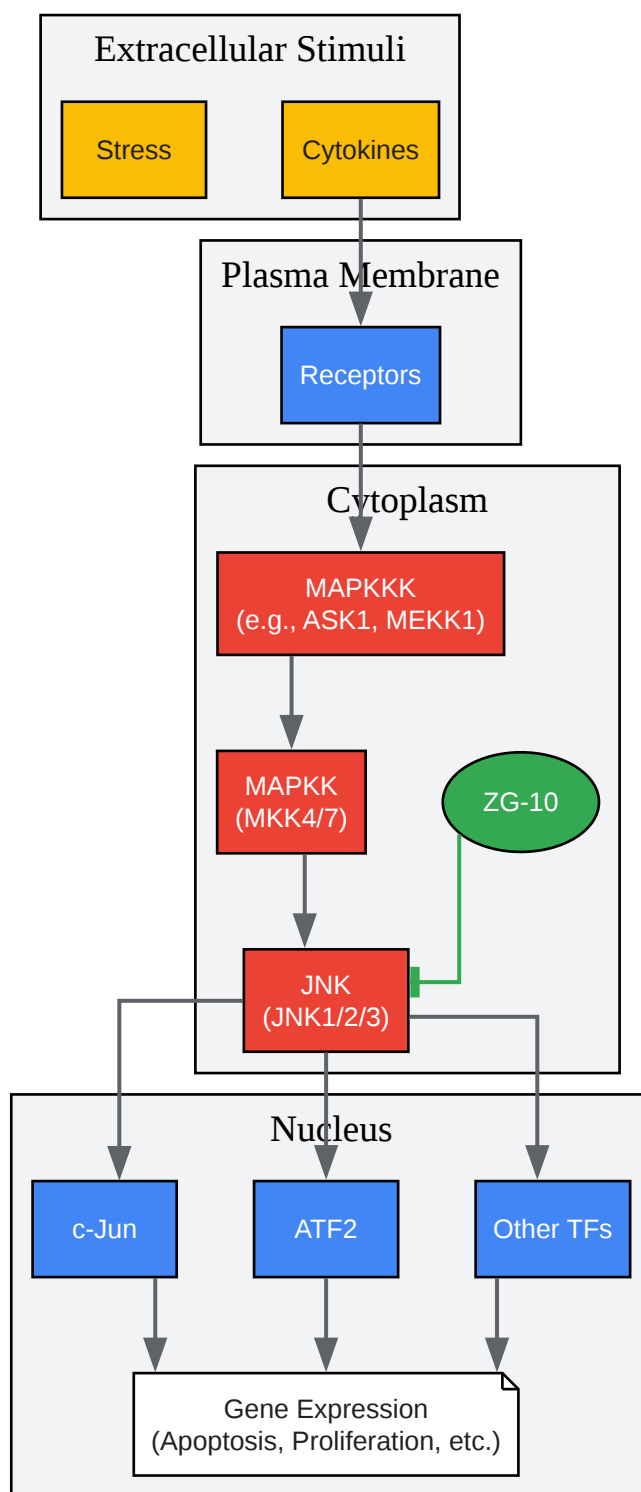 Extracellular Stimuli
Stress
Cytokines
Plasma Membrane
Receptors
Cytoplasm
MAPKKK
(e.g., ASK1, MEKK1)
MAPKK
(MKK4/7)
ZG-10
JNK
(JNK1/2/3)
Nucleus
c-Jun
ATF2
Other TFs
Gene Expression
(Apoptosis, Proliferation, etc.)